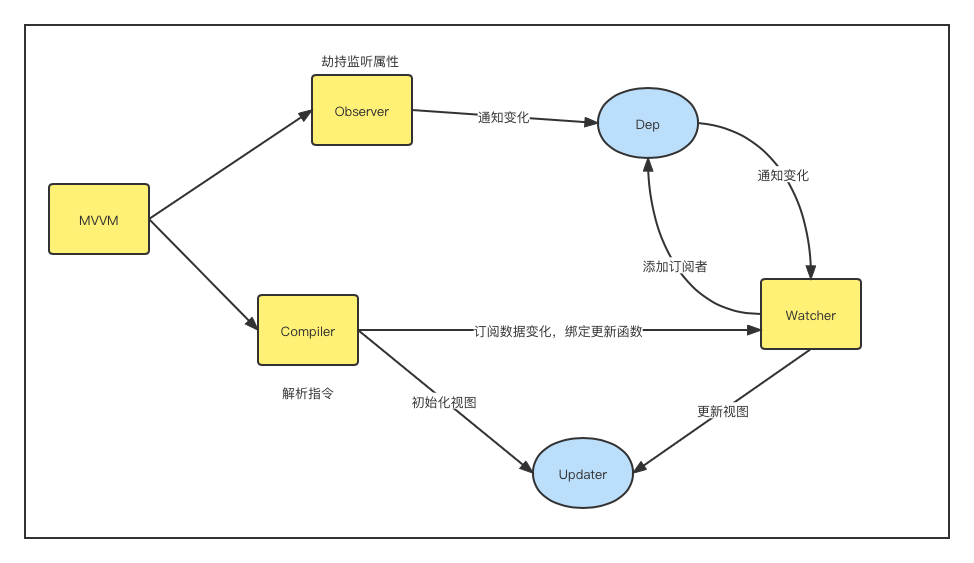 劫持监听属性
Observer
通知变化
Dep
通知变化
MVVM
添加订阅者
Compiler
订阅数据变化，绑定更新函数
Watcher
解析指令
初始化视图
更新视图
Updater